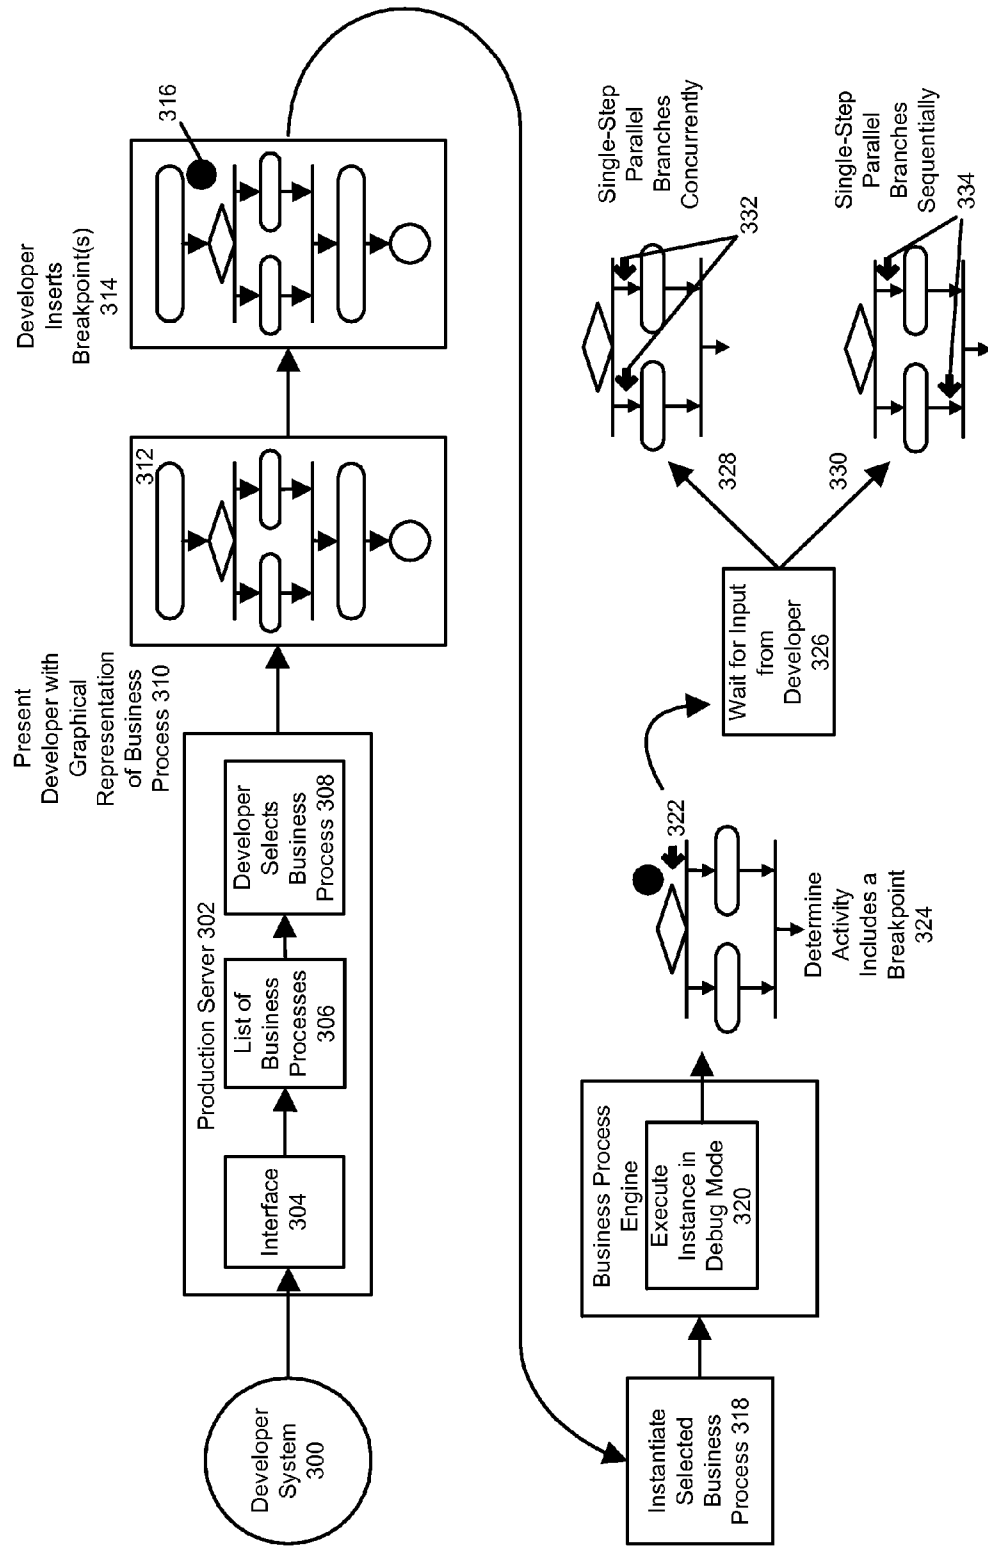 Developer
System
300
Production Server 302
Interface
304
List of
Business
Processes
306
Developer
Selects
Business
Process 308
Present
Developer with
Graphical
Representation
of Business
Process 310
312
Developer
Inserts
Breakpoint(s)
314
316
Instantiate
Selected
Business
Process 318
Business Process
Engine
Execute
Instance in
Debug Mode
320
322
Determine
Activity
Includes a
Breakpoint
324
Wait for Input
from
Developer
326
328
330
Single-Step
Parallel
Branches
Concurrently
332
Single-Step
Parallel
Branches
Sequentially
334